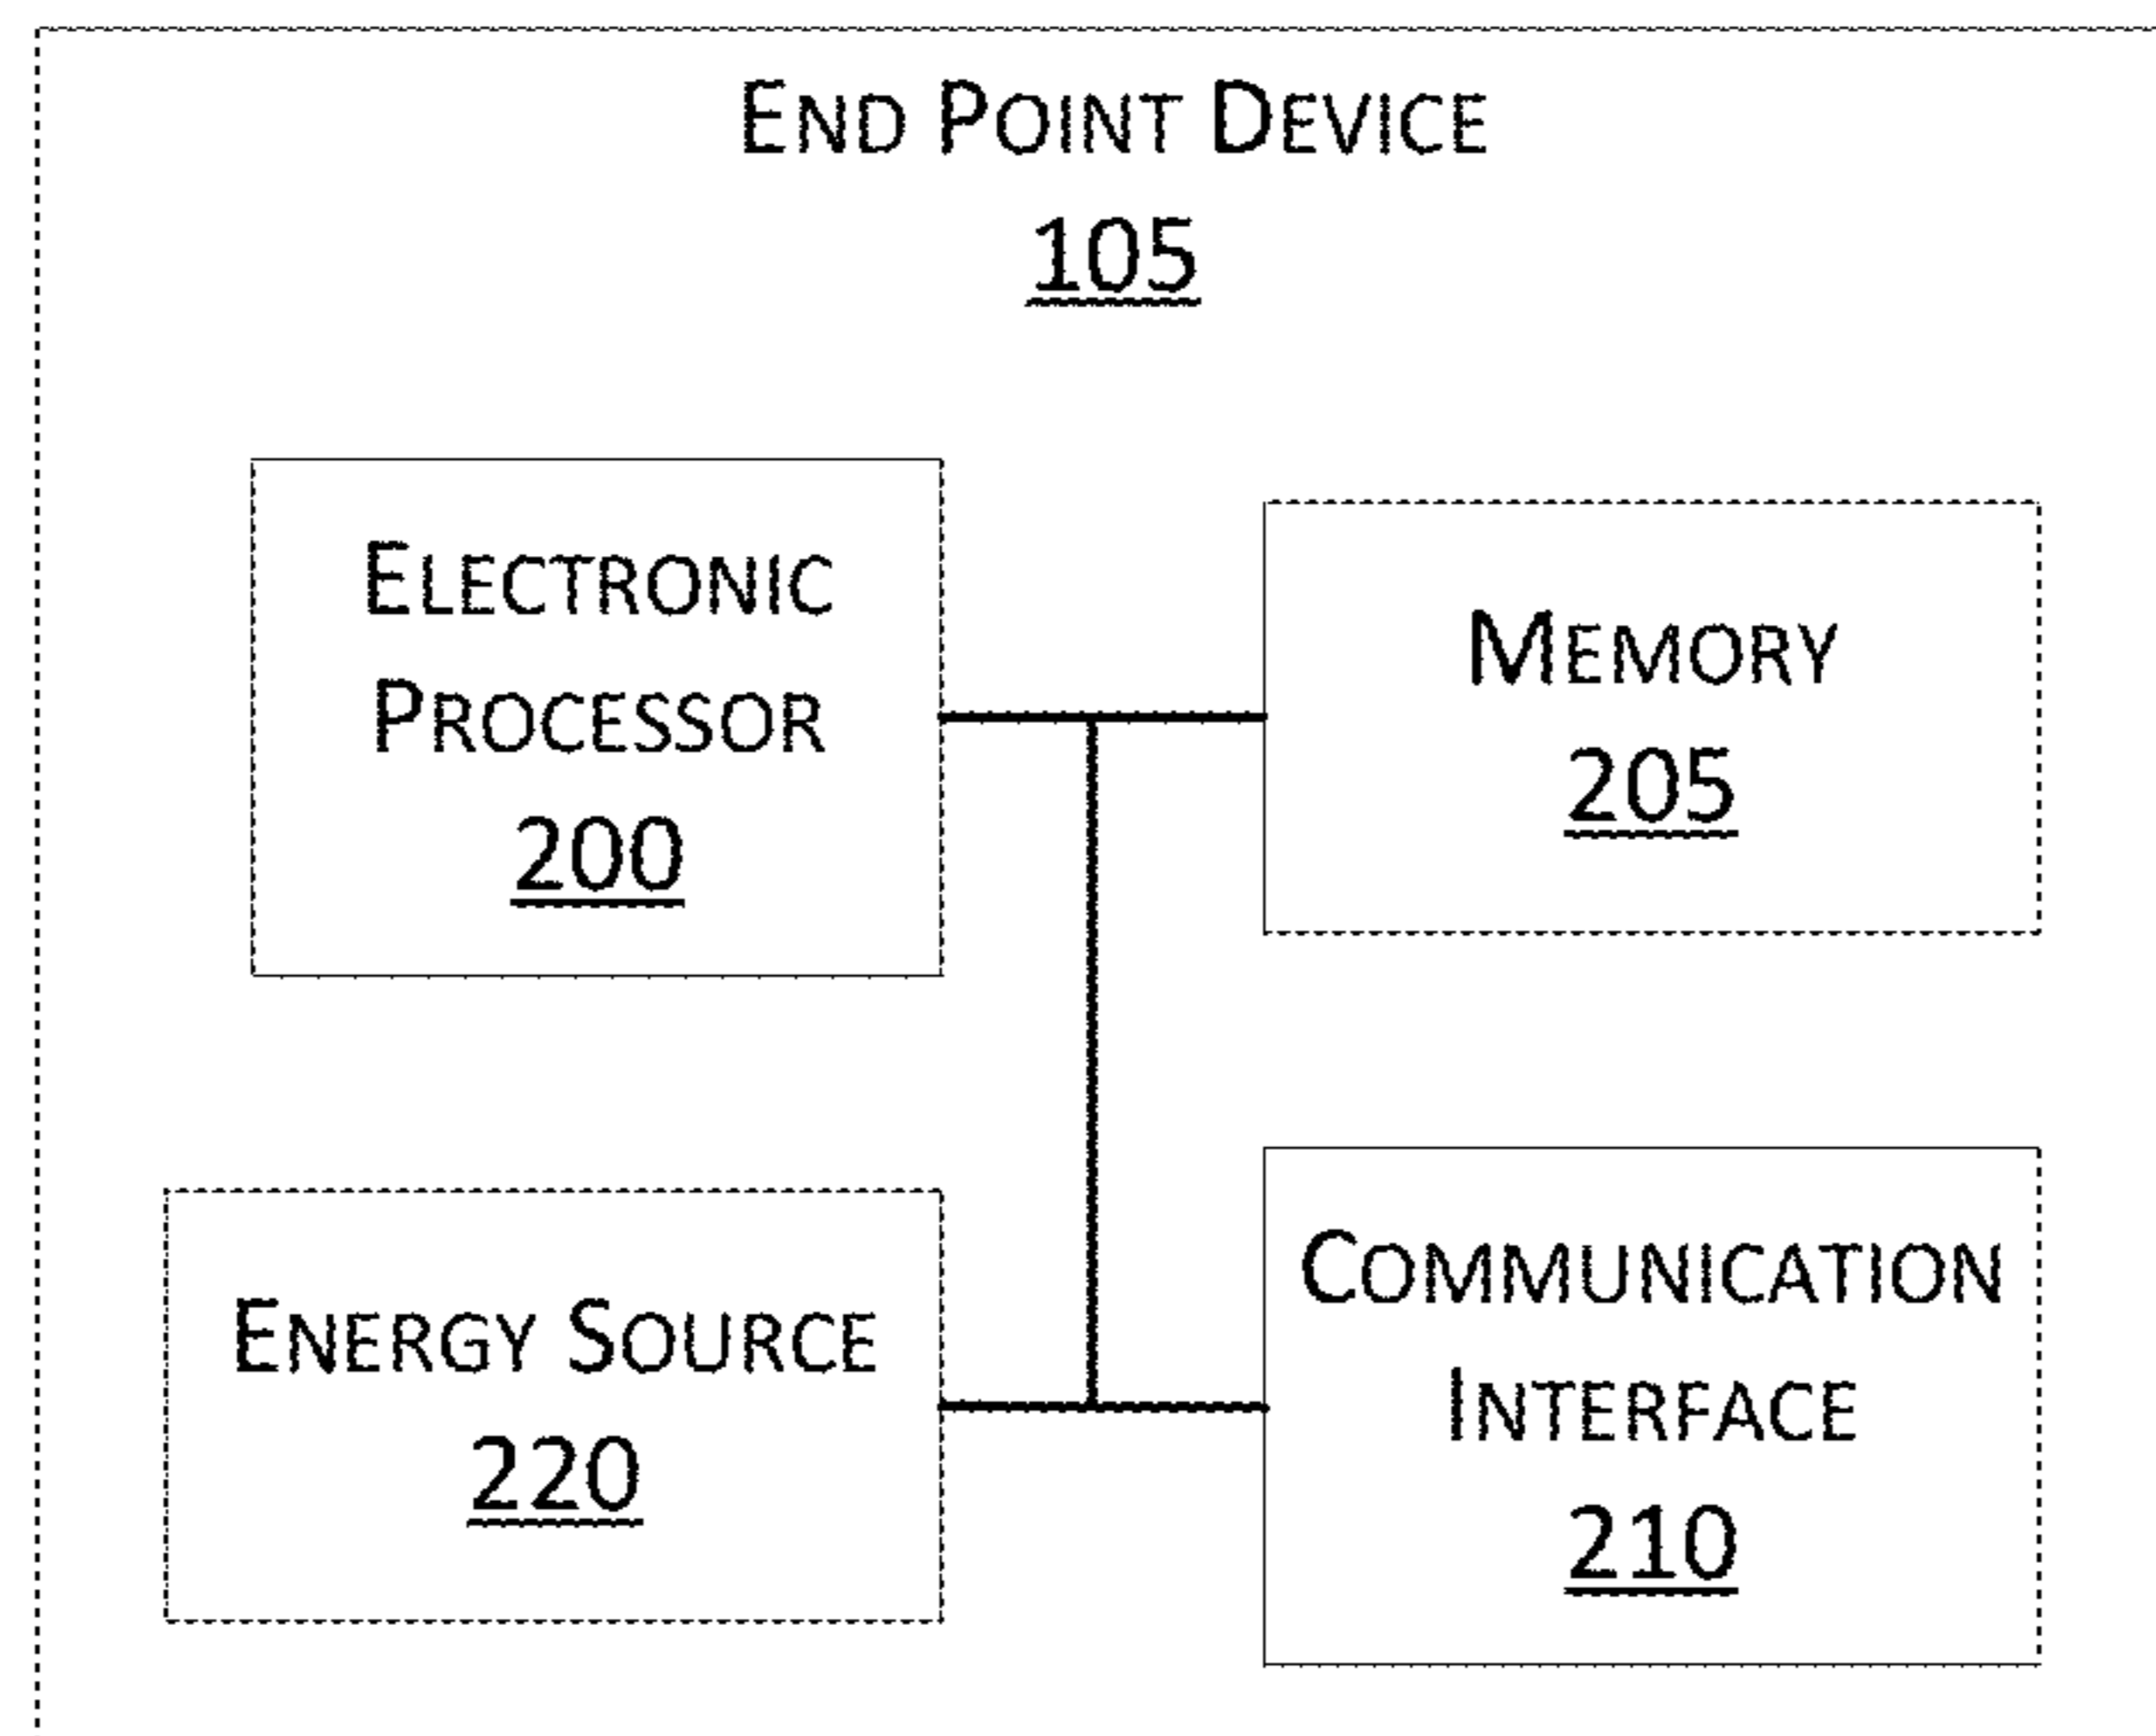 END POINT DEVICE
105
ELECTRONIC
PROCESSOR
200
MEMORY
205
ENERGY SOURCE
220
COMMUNICATION
INTERFACE
210